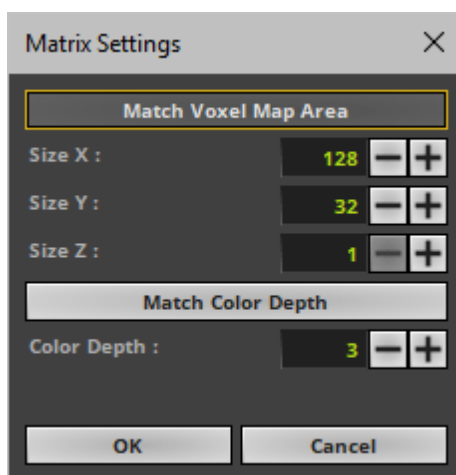 Matrix Settings
Match Voxel Map Area
Size X : 128
Size Y : 32
Size Z : 1
Match Color Depth
Color Depth : 3
OK Cancel